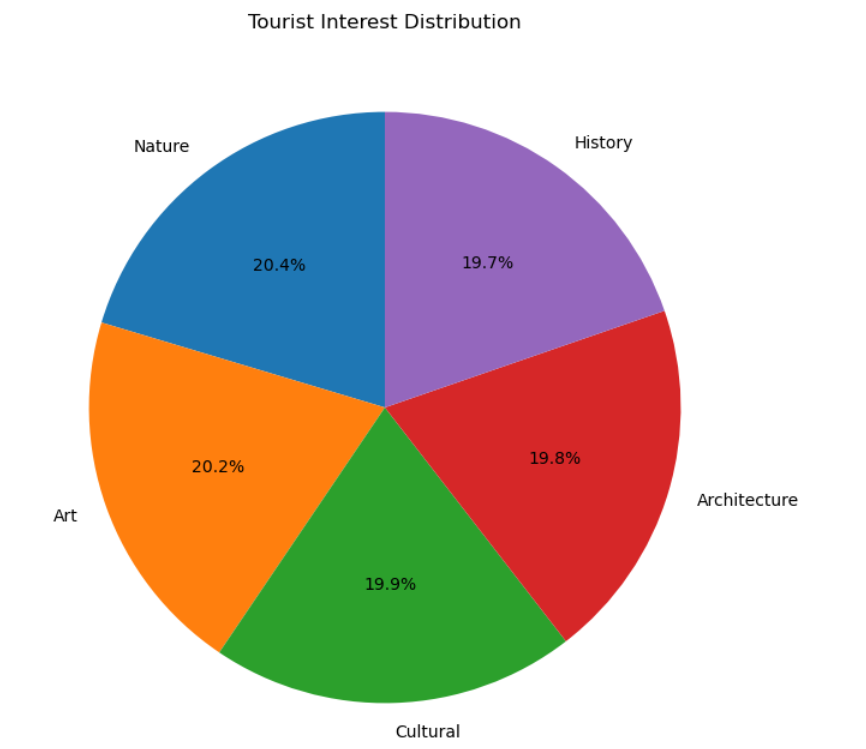 Tourist Interest Distribution
Nature
History
20.4%
19.7%
19.8%
20.2%
Architecture
Art
19.9%
Cultural